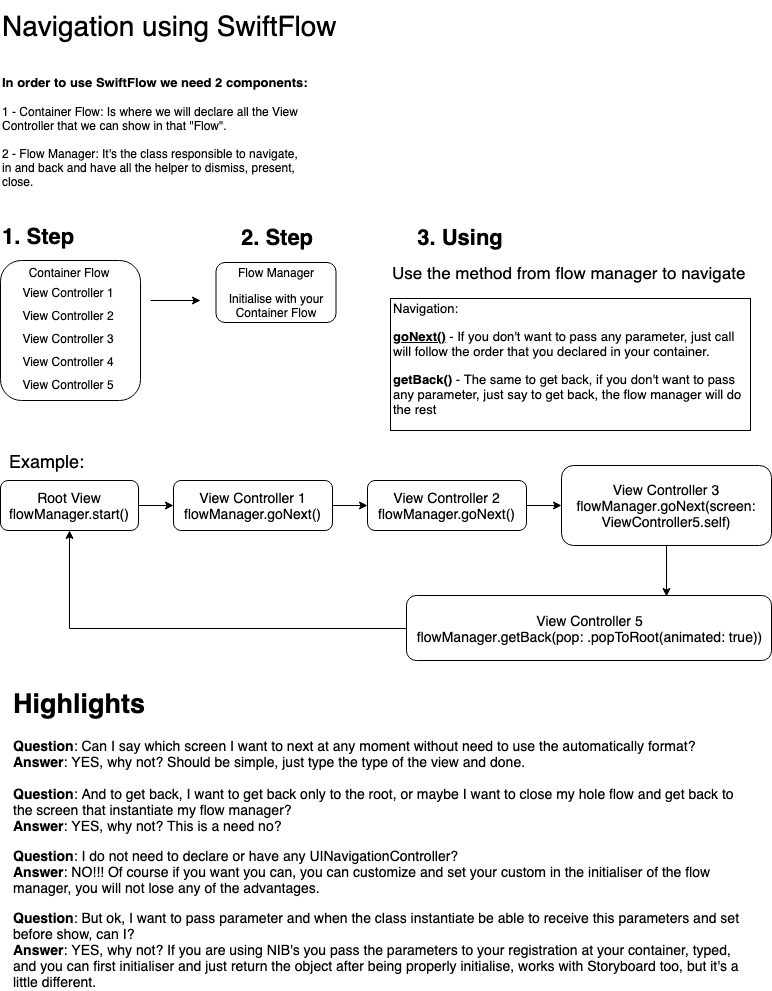 Navigation using SwiftFlow
In order to use SwiftFlow we need 2 components:
1 - Container Flow: Is where we will declare all the View
Controller that we can show in that "Flow".
2 - Flow Manager: It's the class responsible to navigate,
in and back and have all the helper to dismiss, present,
close.
1. Step
Container Flow
View Controller 1
View Controller 2
View Controller 3
View Controller 4
View Controller 5
2. Step
Flow Manager
Initialise with your
Container Flow
3. Using
Use the method from flow manager to navigate
Navigation:
goNext() - If you don't want to pass any parameter, just call
will follow the order that you declared in your container.
getBack() - The same to get back, if you don't want to pass
any parameter, just say to get back, the flow manager will do
the rest
Example:
Root View
flowManager.start()
View Controller 1
flowManager.goNext()
View Controller 2
flowManager.goNext()
View Controller 3
flowManager.goNext(screen:
ViewController5.self)
View Controller 5
flowManager.getBack(pop: .popToRoot(animated: true))
Highlights
Question: Can I say which screen I want to next at any moment without need to use the automatically format?
Answer: YES, why not? Should be simple, just type the type of the view and done.
Question: And to get back, I want to get back only to the root, or maybe I want to close my hole flow and get back to
the screen that instantiate my flow manager?
Answer: YES, why not? This is a need no?
Question: I do not need to declare or have any UINavigationController?
Answer: NO!!! Of course if you want you can, you can customize and set your custom in the initialiser of the flow
manager, you will not lose any of the advantages.
Question: But ok, I want to pass parameter and when the class instantiate be able to receive this parameters and set
before show, can I?
Answer: YES, why not? If you are using NIB's you pass the parameters to your registration at your container, typed,
and you can first initialiser and just return the object after being properly initialise, works with Storyboard too, but it's a
little different.